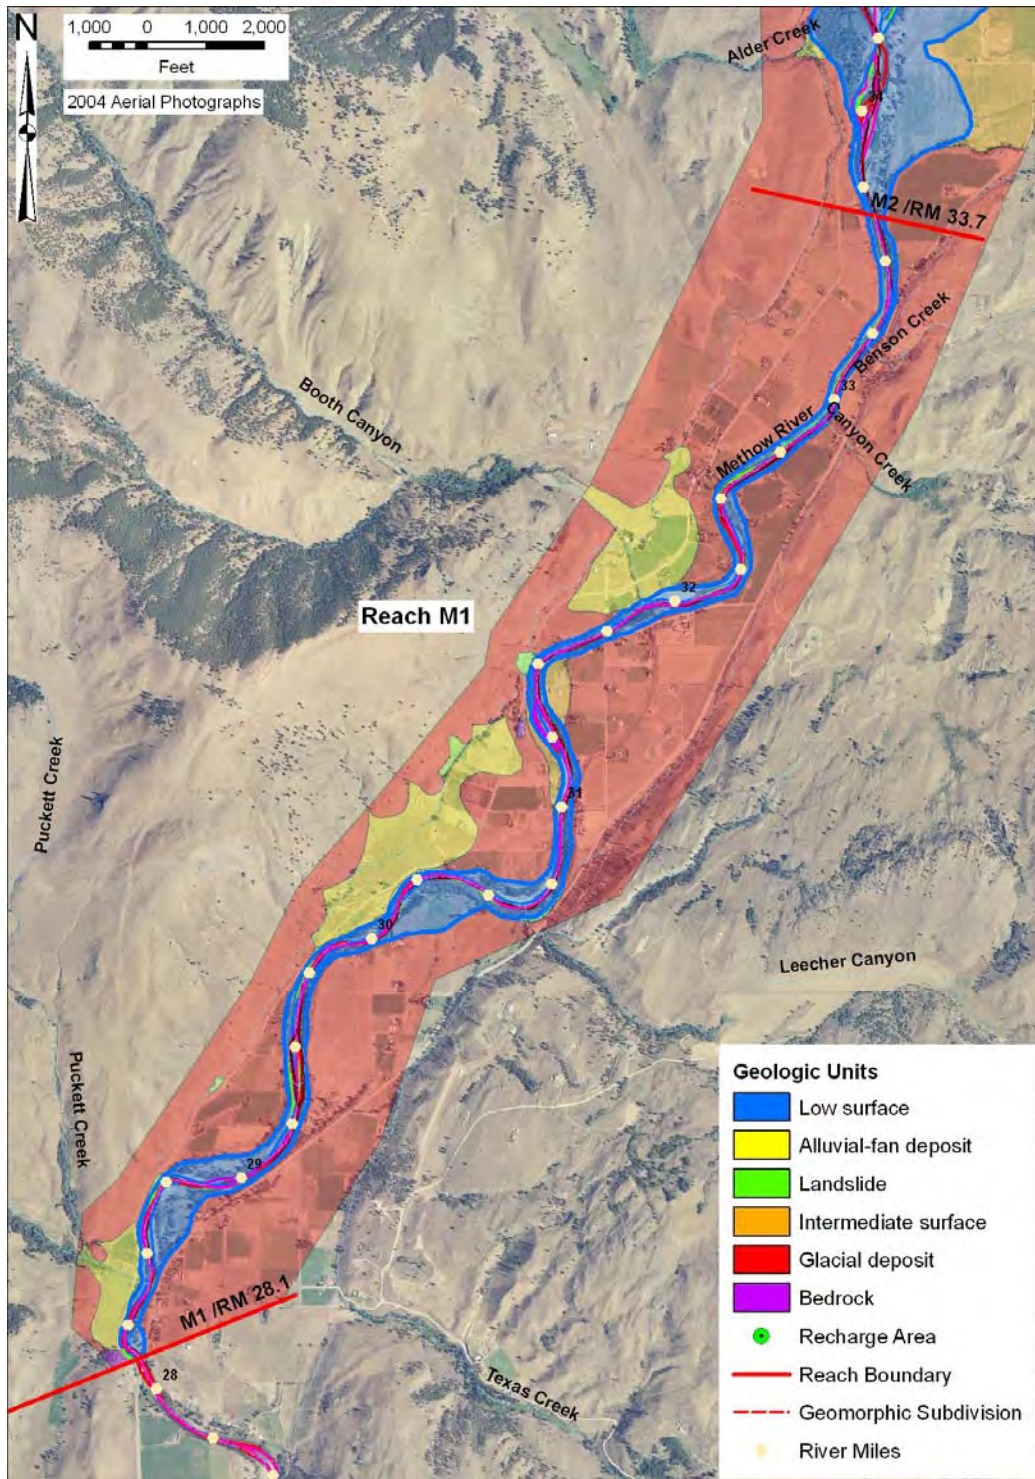 N
1,000 0 1,000 2,000
Feet
2004 Aerial Photographs
Alder Creek
34
M2 /RM 33.7
Benson Creek
33
Booth Canyon
Methow River
Canyon Creek
32
Reach M1
Puckett Creek
31
30
Leecher Canyon
Puckett Creek
29
M1 /RM 28.1
28
Texas Creek
Geologic Units
Low surface
Alluvial-fan deposit
Landslide
Intermediate surface
Glacial deposit
Bedrock
Recharge Area
Reach Boundary
Geomorphic Subdivision
River Miles